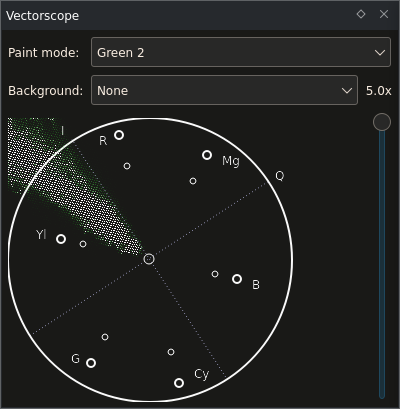 Vectorscope
Paint mode: Green 2
Background: None 5.0x
I
R
Mg
Q
Yl
B
G
Cy